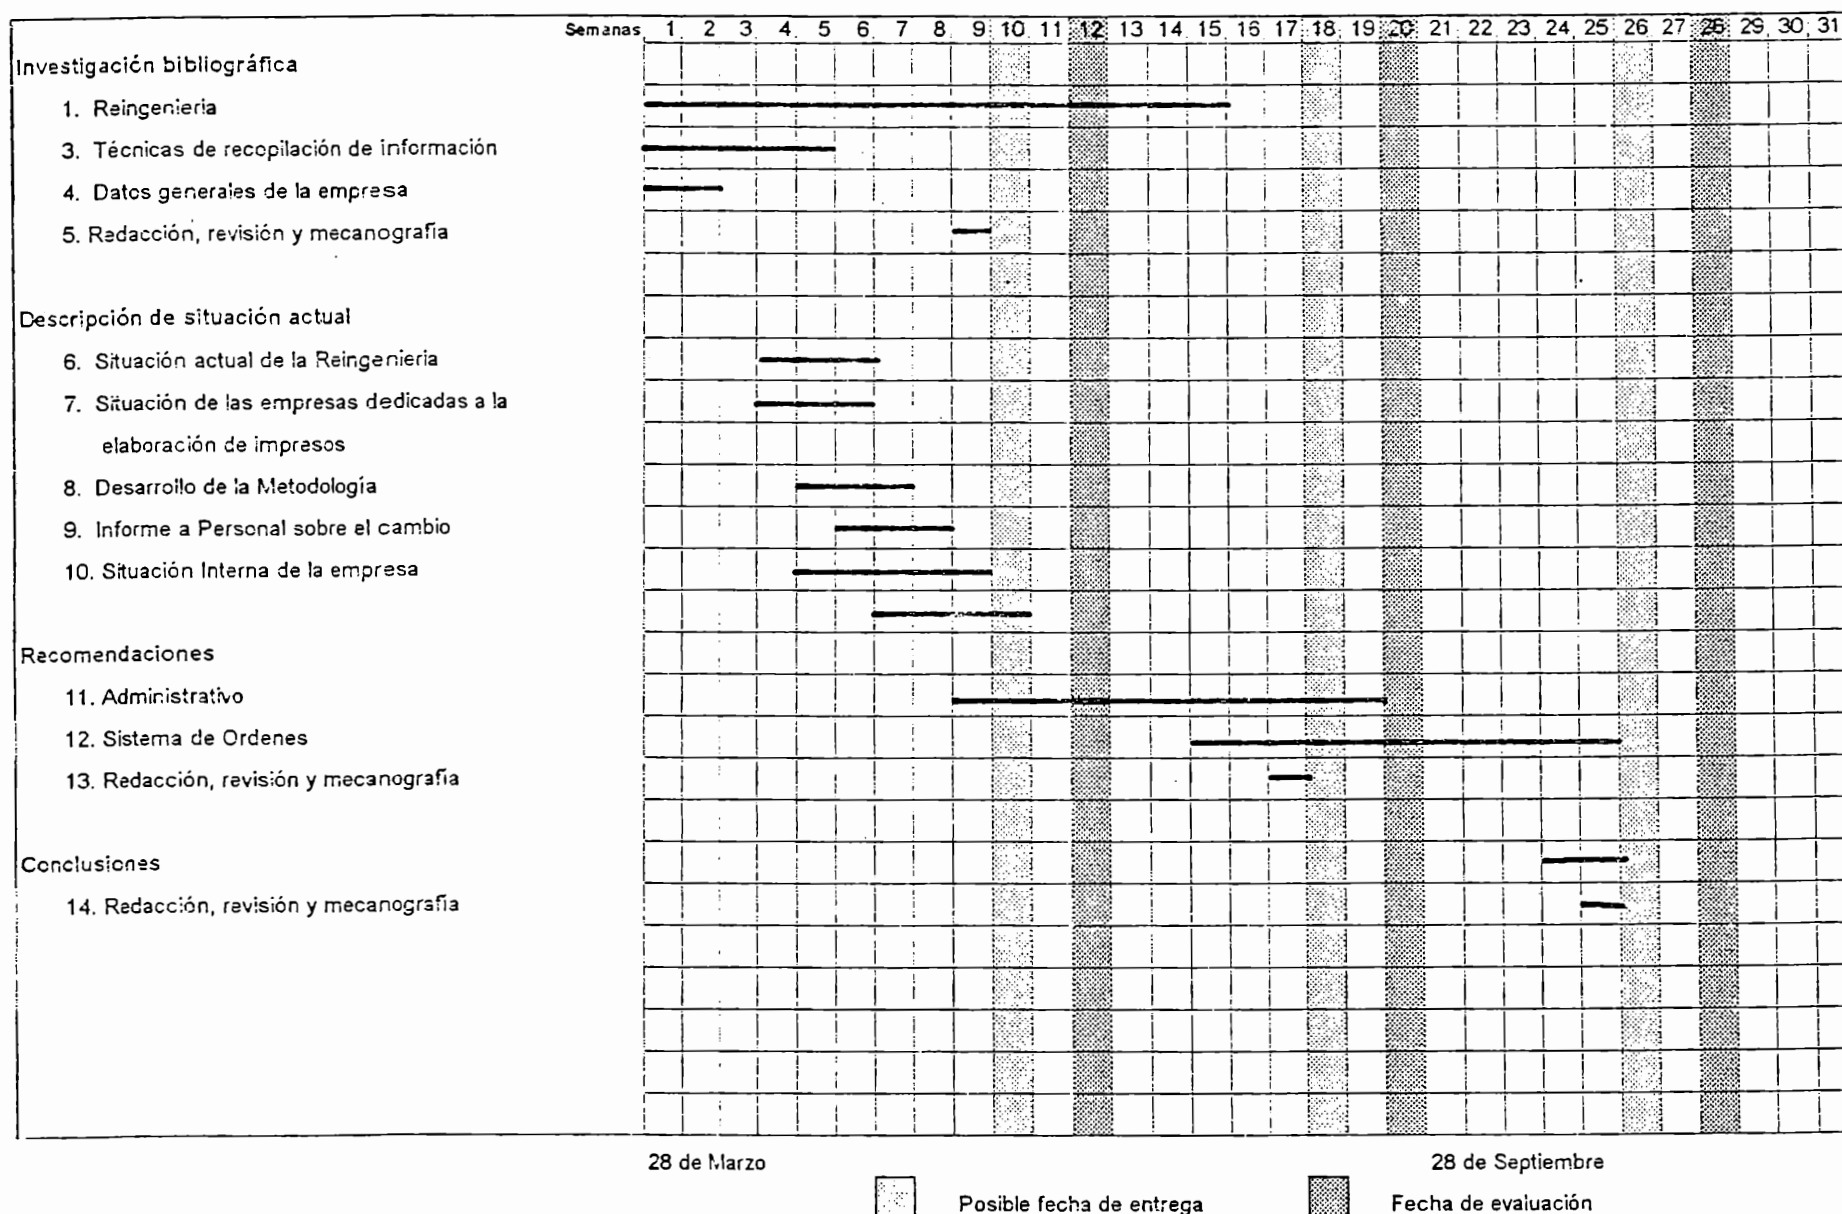 Semanas 1 2 3 4 5 6 7 8 9 10 11 12 13 14 15 16 17 18 19 20 21 22 23 24 25 26 27 28 29 30 31
Investigación bibliográfica
1. Reingenieria
3. Técnicas de recopilación de información
4. Datos generales de la empresa
5. Redacción, revisión y mecanografía
Descripción de situación actual
6. Situación actual de la Reingenieria
7. Situación de las empresas dedicadas a la
elaboración de impresos
8. Desarrollo de la Metodología
9. Informe a Personal sobre el cambio
10. Situación Interna de la empresa
Recomendaciones
11. Administrativo
12. Sistema de Ordenes
13. Redacción, revisión y mecanografía
Conclusiones
14. Redacción, revisión y mecanografía
28 de Marzo 28 de Septiembre
Posible fecha de entrega Fecha de evaluación